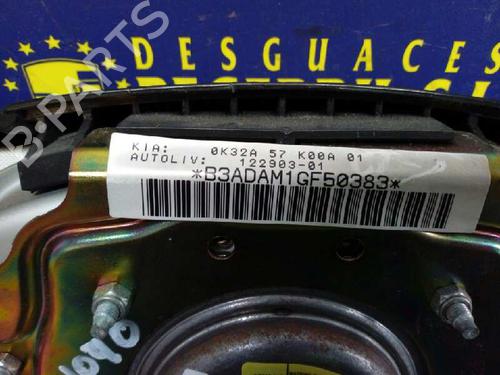 DESGUACES
B-PARTS
KIA: 0K32A 57 K00A 01
AUTOLIV: 122903-01
*B3ADAM1GF50383*